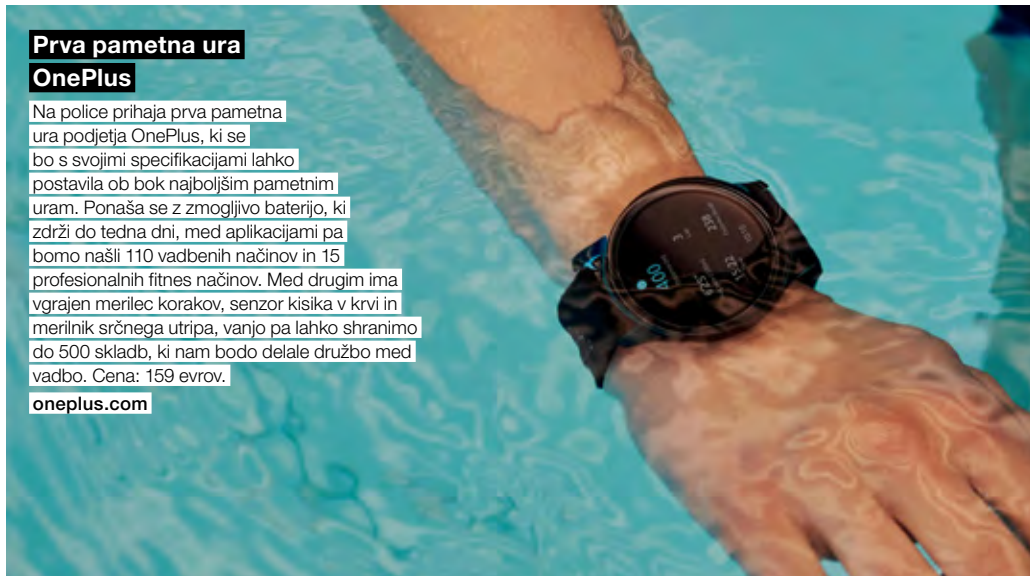 Prva pametna ura
OnePlus
Na police prihaja prva pametna
ura podjetja OnePlus, ki se
bo s svojimi specifikacijami lahko
postavila ob bok najboljšim pametnim
uram. Ponaša se z zmogljivo baterijo, ki
zdrži do tedna dni, med aplikacijami pa
bomo našli 110 vadbenih načinov in 15
profesionalnih fitnes načinov. Med drugim ima
vgrajen merilec korakov, senzor kisika v krvi in
merilnik srčnega utripa, vanjo pa lahko shranimo
do 500 skladb, ki nam bodo delale družbo med
vadbo. Cena: 159 evrov.
oneplus.com
400